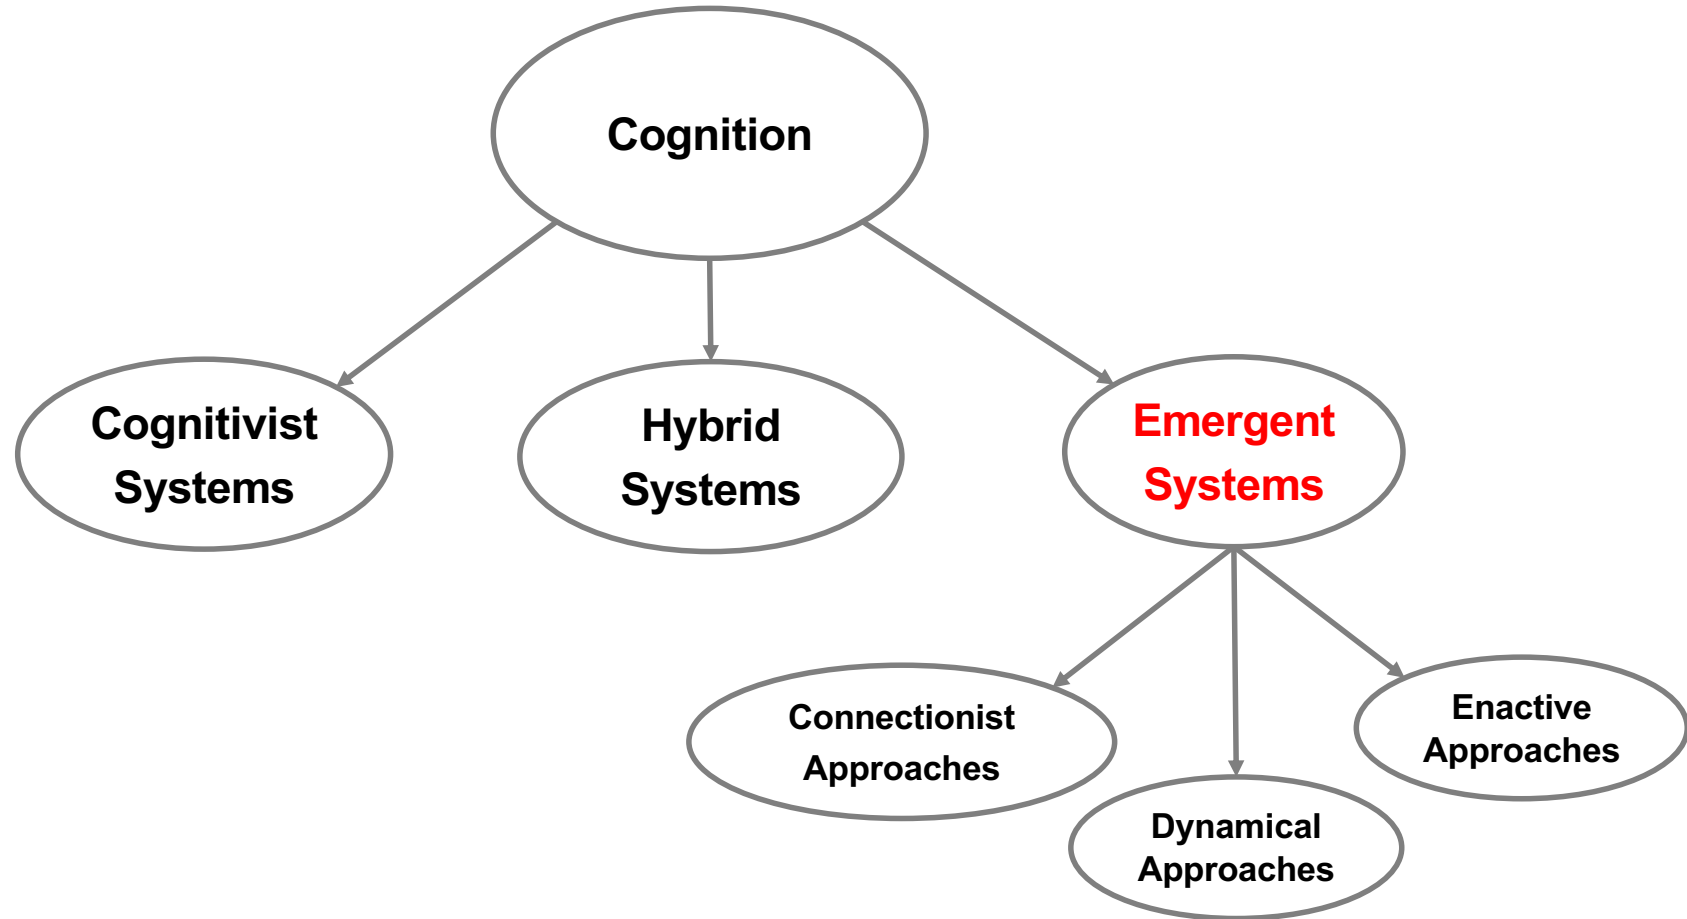 Cognition
Cognitivist
Systems
Hybrid
Systems
Emergent
Systems
Connectionist
Approaches
Dynamical
Approaches
Enactive
Approaches